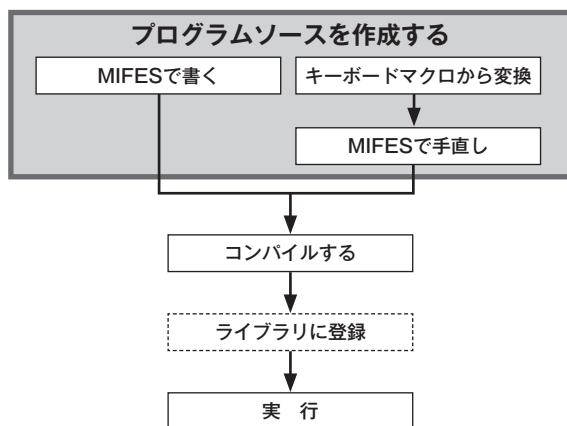 プログラムソースを作成する
MIFESで書く
キーボードマクロから変換
MIFESで手直し
コンパイルする
ライブラリに登録
実　行